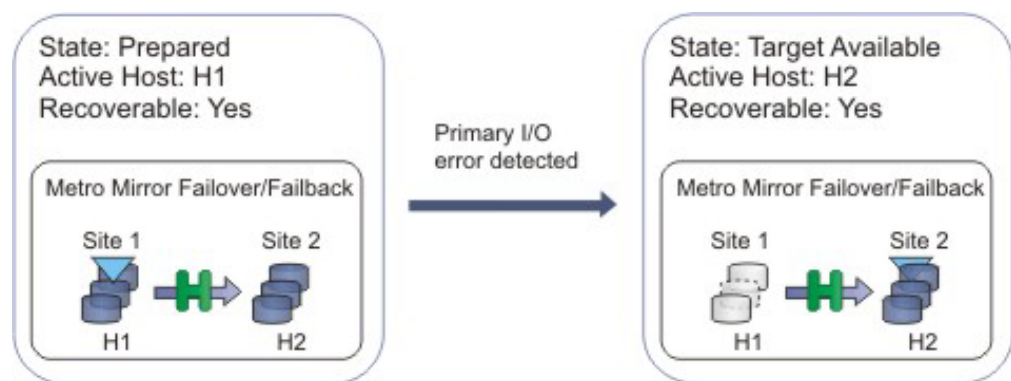 State: Prepared
Active Host: H1
Recoverable: Yes
Metro Mirror Failover/Failback
Site 1
Site 2
H1
H2
Primary I/O
error detected
State: Target Available
Active Host: H2
Recoverable: Yes
Metro Mirror Failover/Failback
Site 1
Site 2
H1
H2